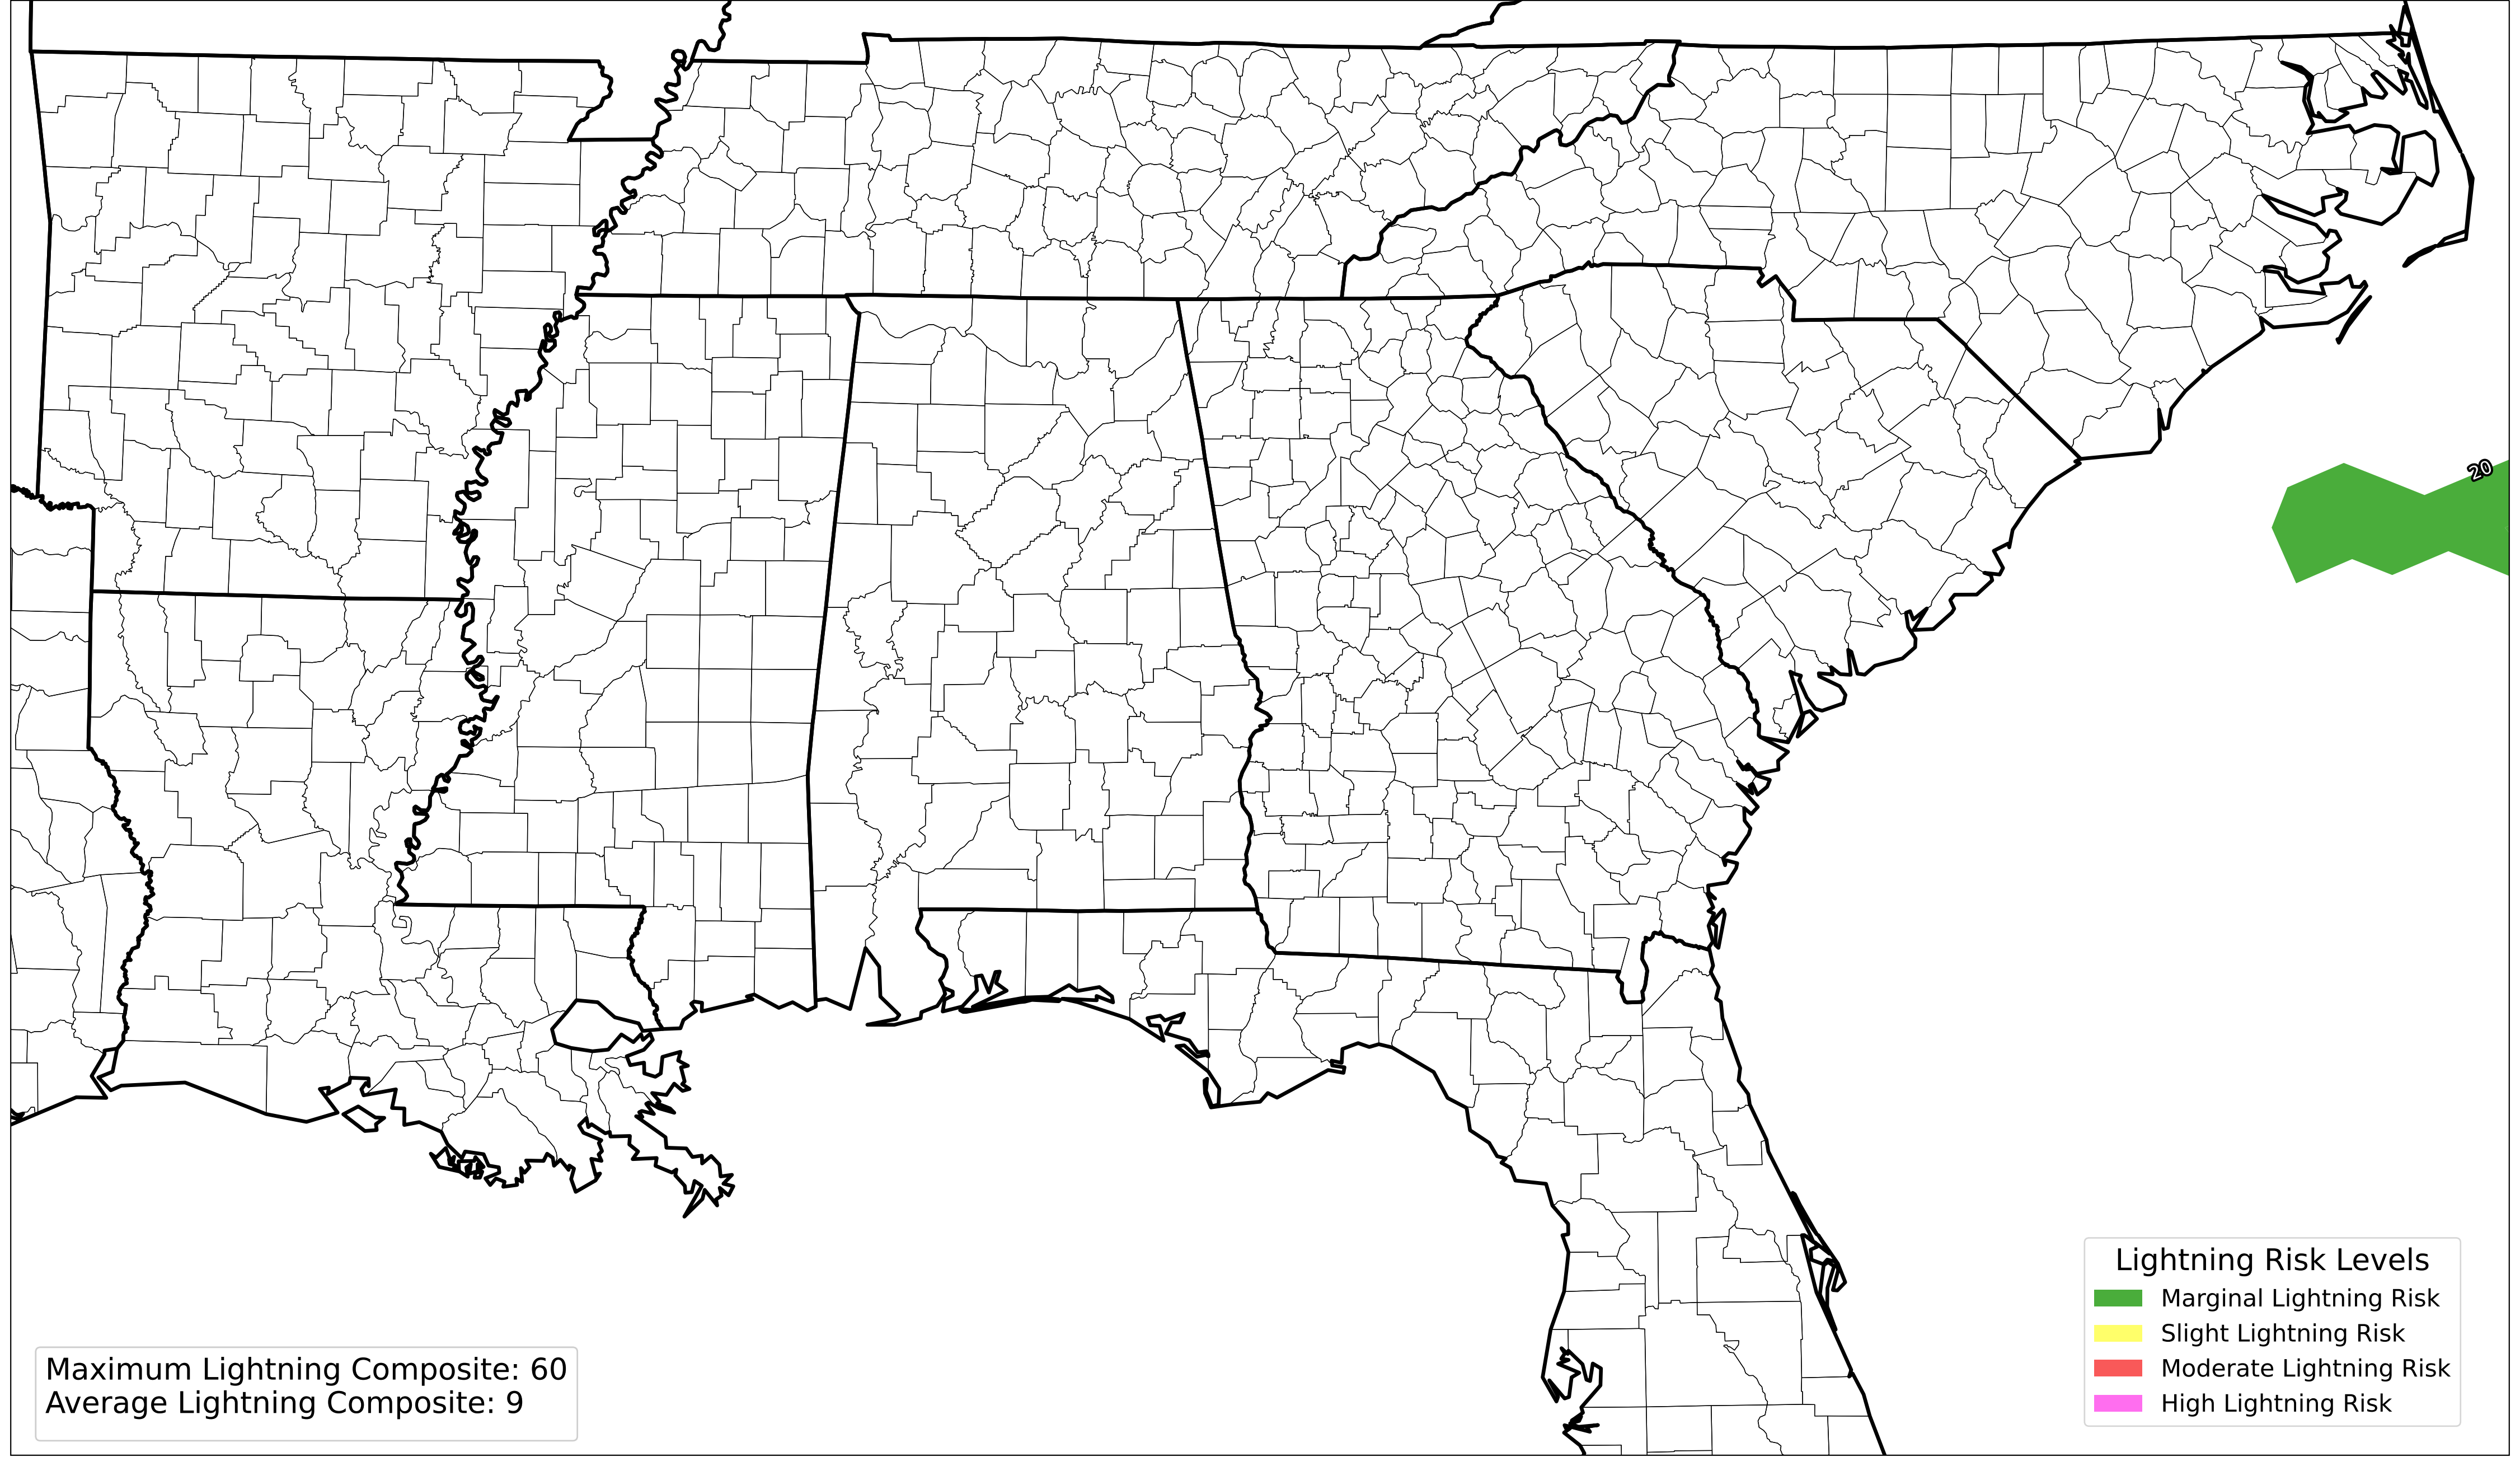 20
Lightning Risk Levels
Marginal Lightning Risk
Slight Lightning Risk
Moderate Lightning Risk
High Lightning Risk
Maximum Lightning Composite: 60
Average Lightning Composite: 9